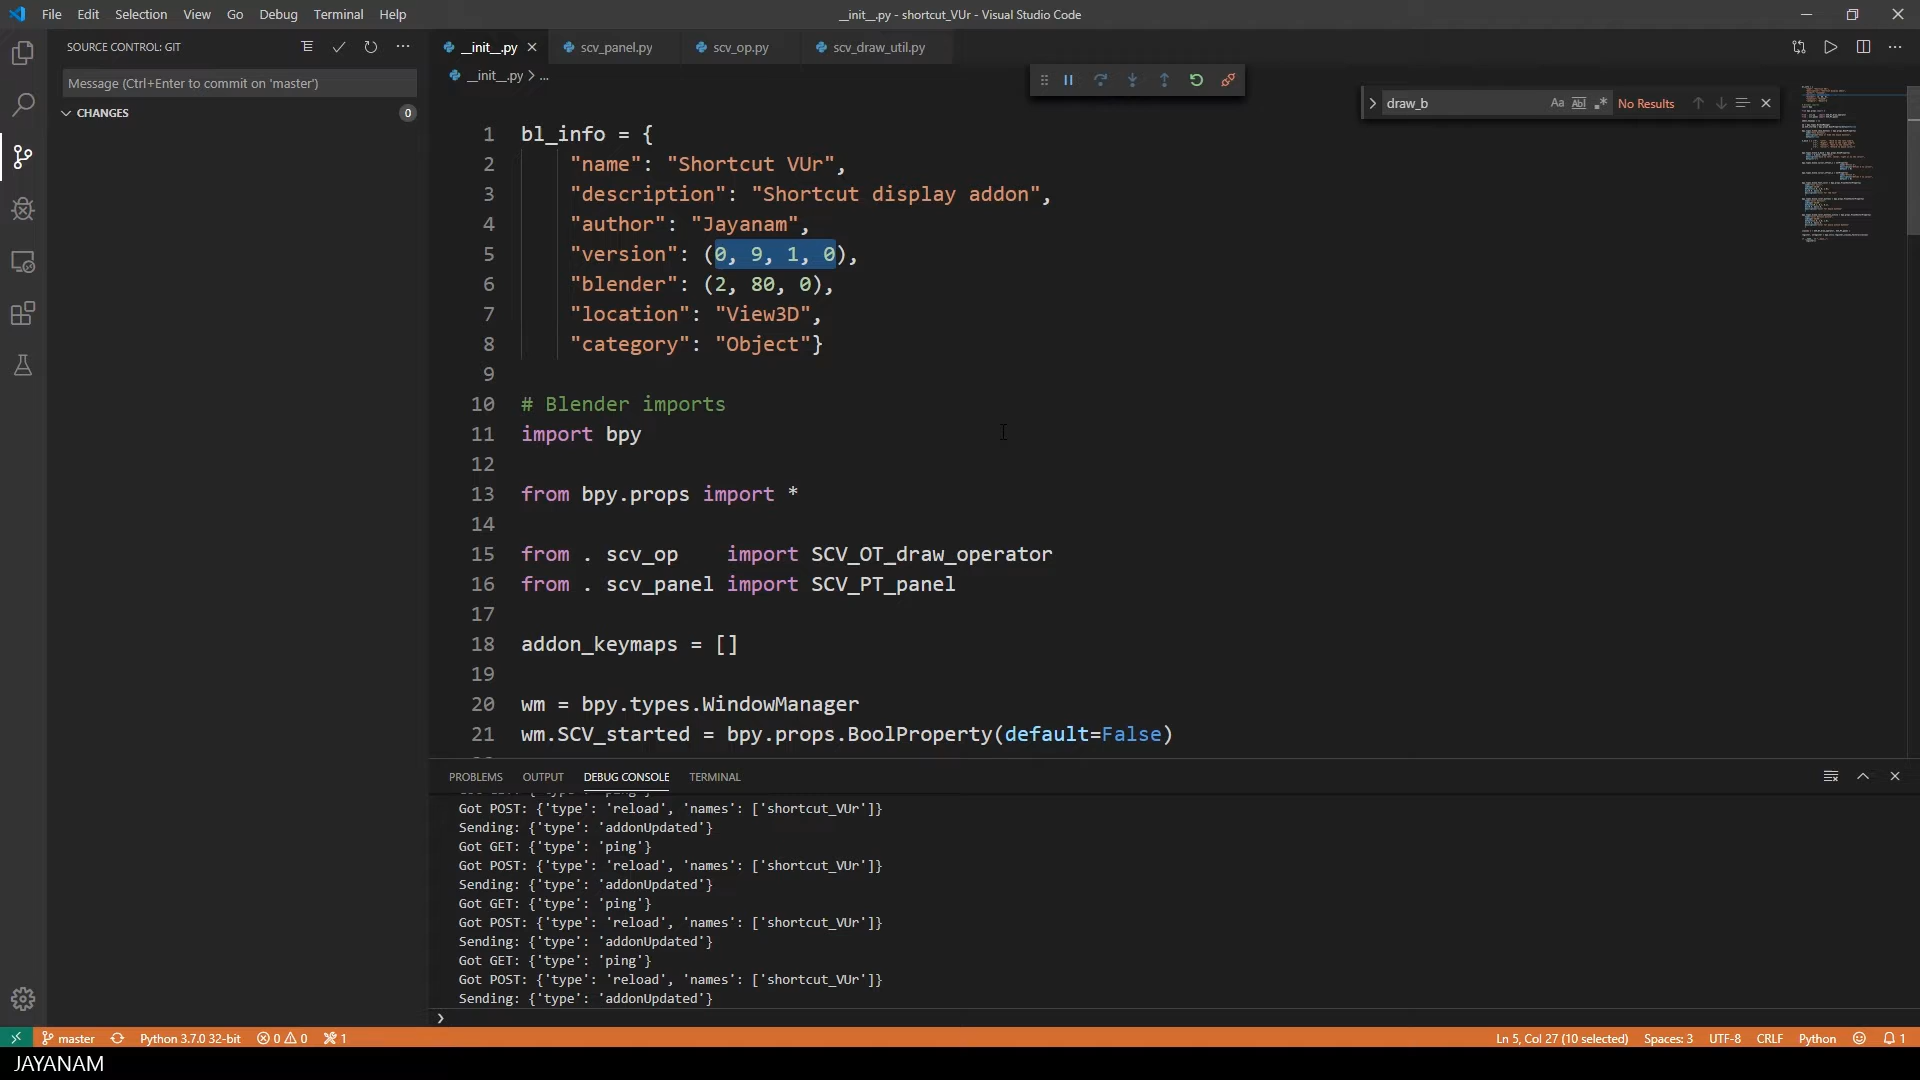 File Edit Selection View Go Debug Terminal Help
__init__.py - shortcut_VUr - Visual Studio Code
SOURCE CONTROL: GIT
Message (Ctrl+Enter to commit on 'master')
CHANGES 0
__init__.py scv_panel.py scv_op.py scv_draw_util.py
__init__.py > ...
draw_b Aa Abl .* No Results
1 bl_info = {
2 "name": "Shortcut VUr",
3 "description": "Shortcut display addon",
4 "author": "Jayanam",
5 "version": (0, 9, 1, 0),
6 "blender": (2, 80, 0),
7 "location": "View3D",
8 "category": "Object"}
9
10 # Blender imports
11 import bpy
12
13 from bpy.props import *
14
15 from . scv_op    import SCV_OT_draw_operator
16 from . scv_panel import SCV_PT_panel
17
18 addon_keymaps = []
19
20 wm = bpy.types.WindowManager
21 wm.SCV_started = bpy.props.BoolProperty(default=False)
PROBLEMS OUTPUT DEBUG CONSOLE TERMINAL
Got POST: {'type': 'reload', 'names': ['shortcut_VUr']}
Sending: {'type': 'addonUpdated'}
Got GET: {'type': 'ping'}
Got POST: {'type': 'reload', 'names': ['shortcut_VUr']}
Sending: {'type': 'addonUpdated'}
Got GET: {'type': 'ping'}
Got POST: {'type': 'reload', 'names': ['shortcut_VUr']}
Sending: {'type': 'addonUpdated'}
Got GET: {'type': 'ping'}
Got POST: {'type': 'reload', 'names': ['shortcut_VUr']}
Sending: {'type': 'addonUpdated'}
master Python 3.7.0 32-bit 0 0 1
Ln 5, Col 27 (10 selected) Spaces: 3 UTF-8 CRLF Python 1
JAYANAM